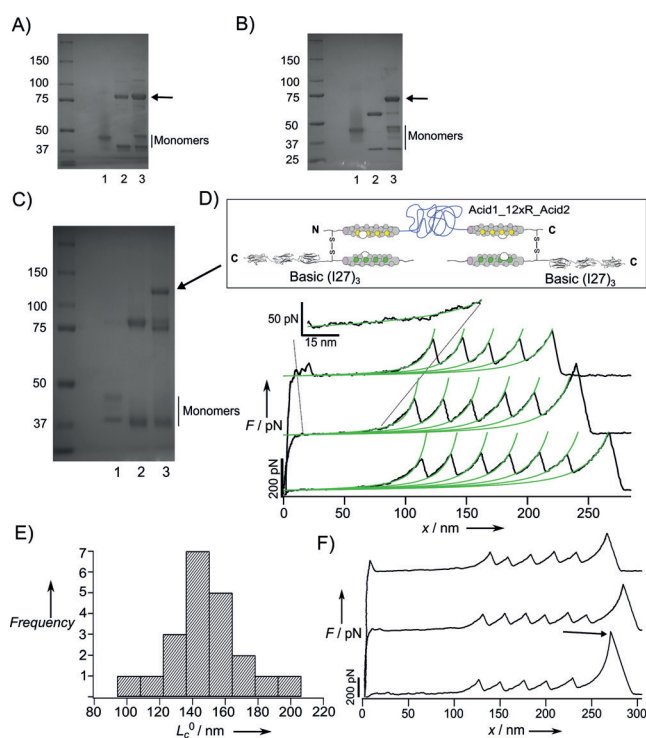 A)
150
100
75
50
37
Monomers
1 2 3
B)
150
100
75
50
37
25
Monomers
1 2 3
C)
150
100
75
50
37
Monomers
1 2 3
D)
Acid1_12xR_Acid2
N
C
S
S
S
S
C
Basic (I27)3
Basic (I27)3
C
50 pN
15 nm
F / pN
200 pN
0 50 100 150 200 250
x / nm
E)
7
6
5
4
3
2
1
Frequency
80 100 120 140 160 180 200 220
Lc0 / nm
F)
F / pN
200 pN
0 50 100 150 200 250 300
x / nm